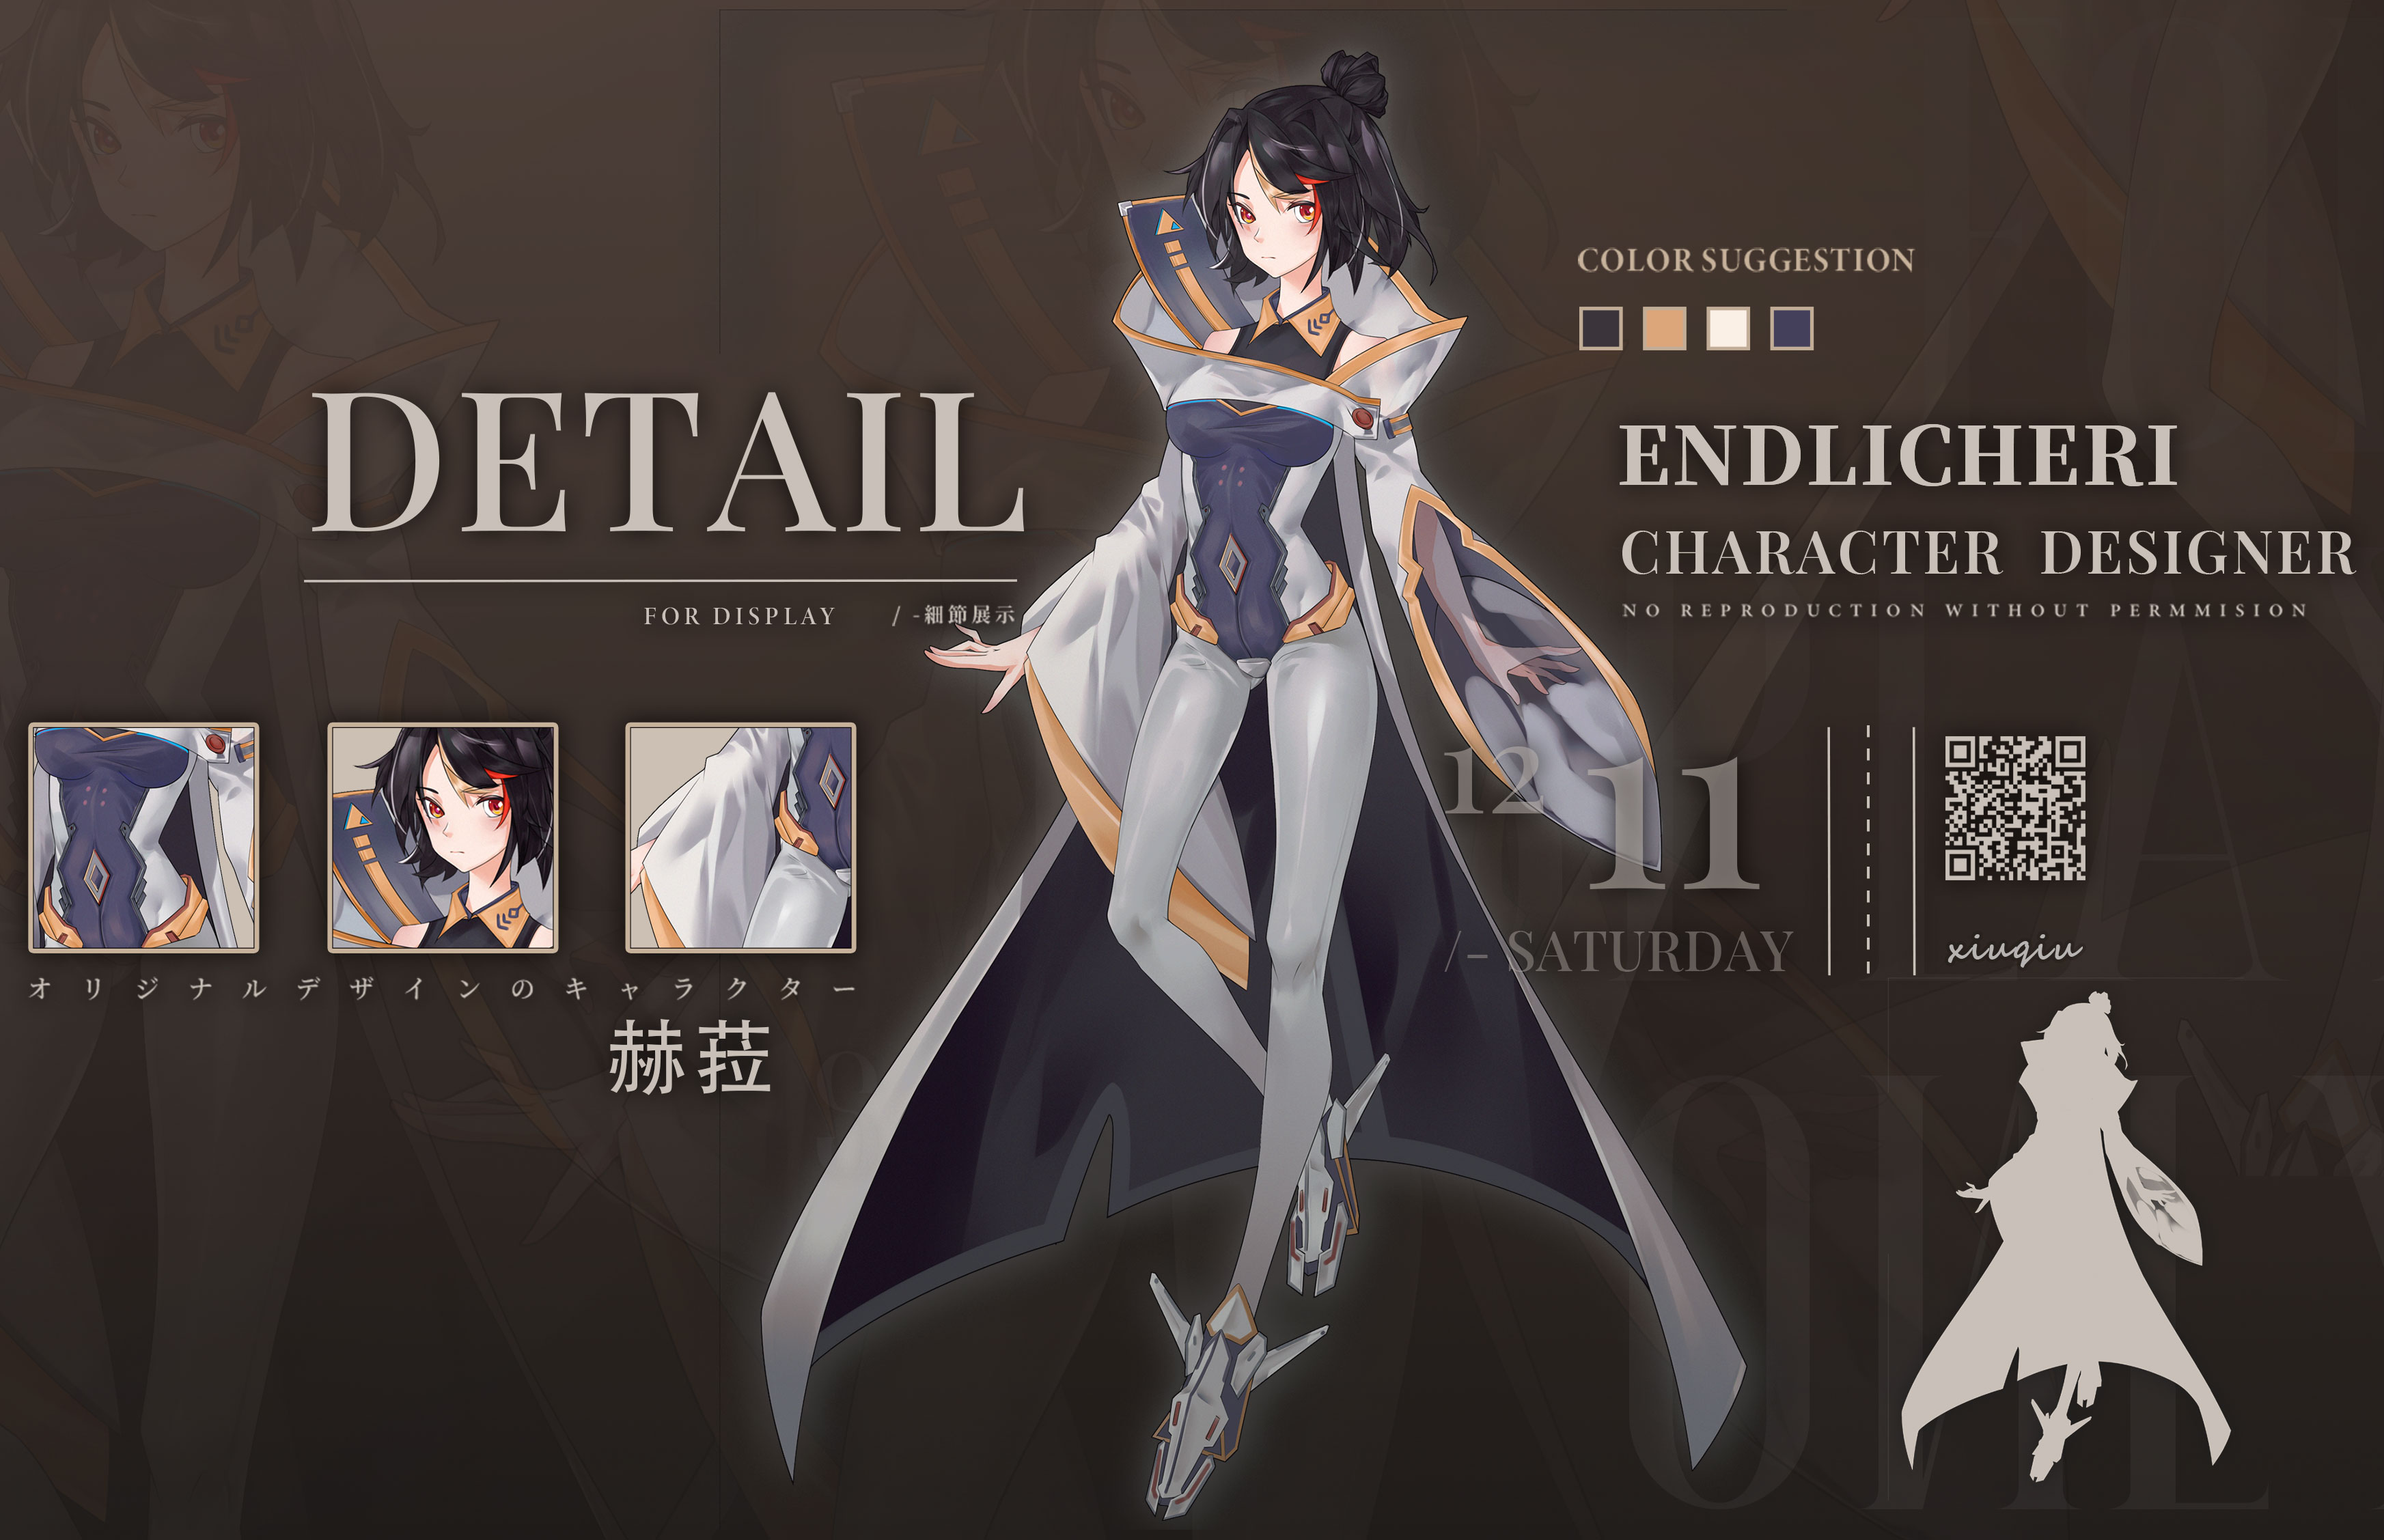 DETAIL
FOR DISPLAY / -細節展示
オリジナルデザインのキャラクター
赫菈
COLOR SUGGESTION
ENDLICHERI
CHARACTER DESIGNER
NO REPRODUCTION WITHOUT PERMMISION
12 11
/- SATURDAY
xiuqiu